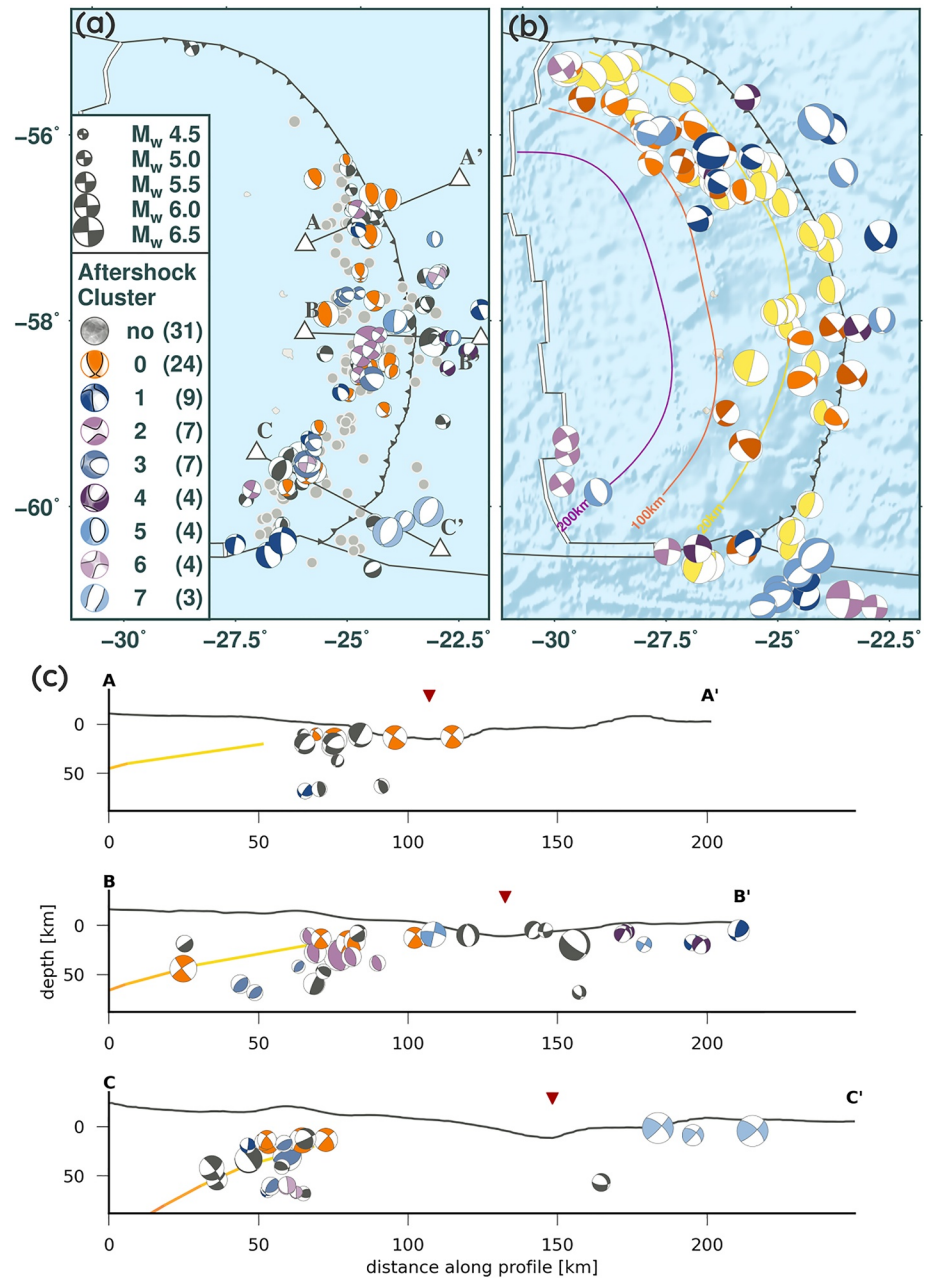 (a)
(b)
−56°
−58°
−60°
−30°
−27.5°
−25°
−22.5°
−30°
−27.5°
−25°
−22.5°
Mw 4.5
Mw 5.0
Mw 5.5
Mw 6.0
Mw 6.5
Aftershock
Cluster
no (31)
0 (24)
1 (9)
2 (7)
3 (7)
4 (4)
5 (4)
6 (4)
7 (3)
A'
A
B
B'
C
C'
200km
100km
(c)
A
A'
0
50
0
50
100
150
200
B
B'
0
50
0
50
100
150
200
depth [km]
C
C'
0
50
0
50
100
150
200
distance along profile [km]